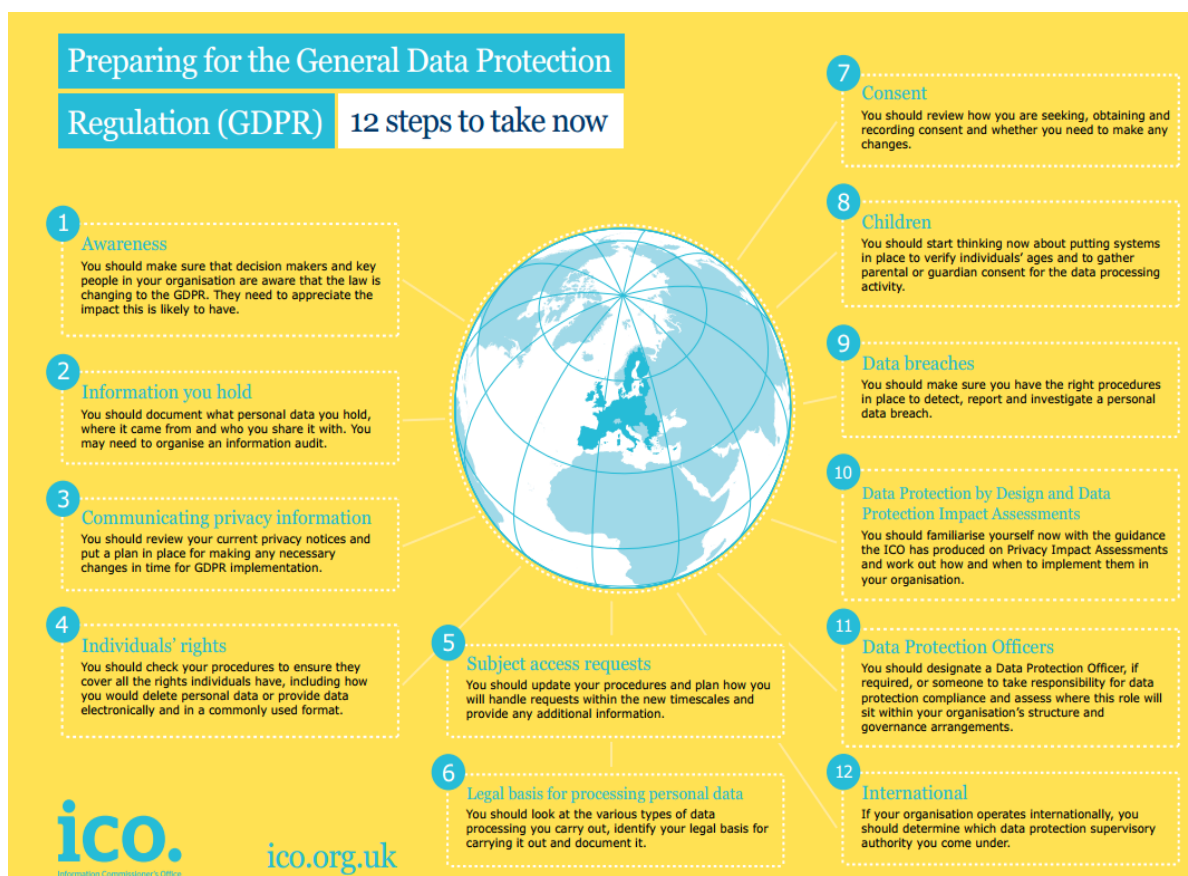 Preparing for the General Data Protection
Regulation (GDPR) 12 steps to take now
1
Awareness
You should make sure that decision makers and key
people in your organisation are aware that the law is
changing to the GDPR. They need to appreciate the
impact this is likely to have.
2
Information you hold
You should document what personal data you hold,
where it came from and who you share it with. You
may need to organise an information audit.
3
Communicating privacy information
You should review your current privacy notices and
put a plan in place for making any necessary
changes in time for GDPR implementation.
4
Individuals’ rights
You should check your procedures to ensure they
cover all the rights individuals have, including how
you would delete personal data or provide data
electronically and in a commonly used format.
5
Subject access requests
You should update your procedures and plan how you
will handle requests within the new timescales and
provide any additional information.
6
Legal basis for processing personal data
You should look at the various types of data
processing you carry out, identify your legal basis for
carrying it out and document it.
7
Consent
You should review how you are seeking, obtaining and
recording consent and whether you need to make any
changes.
8
Children
You should start thinking now about putting systems
in place to verify individuals’ ages and to gather
parental or guardian consent for the data processing
activity.
9
Data breaches
You should make sure you have the right procedures
in place to detect, report and investigate a personal
data breach.
10
Data Protection by Design and Data
Protection Impact Assessments
You should familiarise yourself now with the guidance
the ICO has produced on Privacy Impact Assessments
and work out how and when to implement them in
your organisation.
11
Data Protection Officers
You should designate a Data Protection Officer, if
required, or someone to take responsibility for data
protection compliance and assess where this role will
sit within your organisation’s structure and
governance arrangements.
12
International
If your organisation operates internationally, you
should determine which data protection supervisory
authority you come under.
ico.
Information Commissioner's Office
ico.org.uk